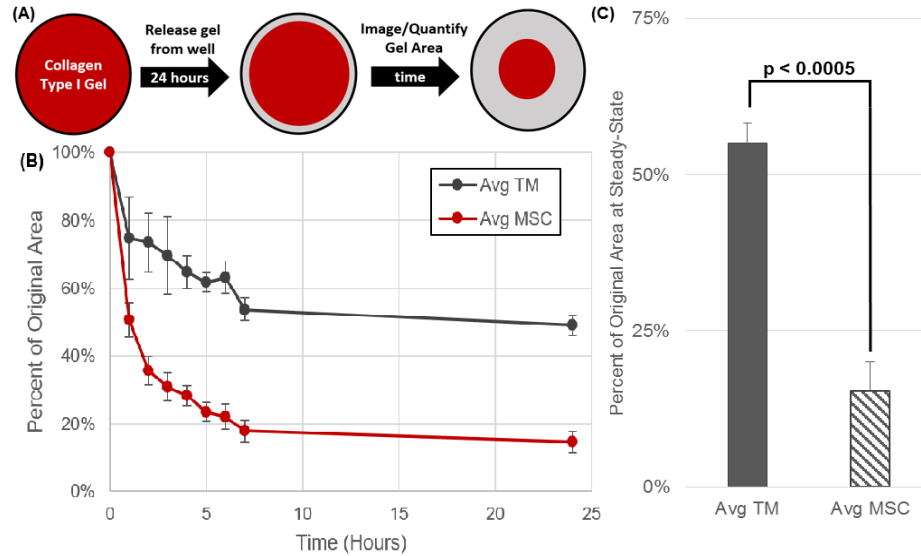 (A)
Collagen
Type I Gel
Release gel
from well
24 hours
Image/Quantify
Gel Area
time
(B)
Percent of Original Area
100%
80%
60%
40%
20%
0%
Avg TM
Avg MSC
0
5
10
15
20
25
Time (Hours)
(C)
Percent of Original Area at Steady-State
75%
50%
25%
0%
p < 0.0005
Avg TM
Avg MSC